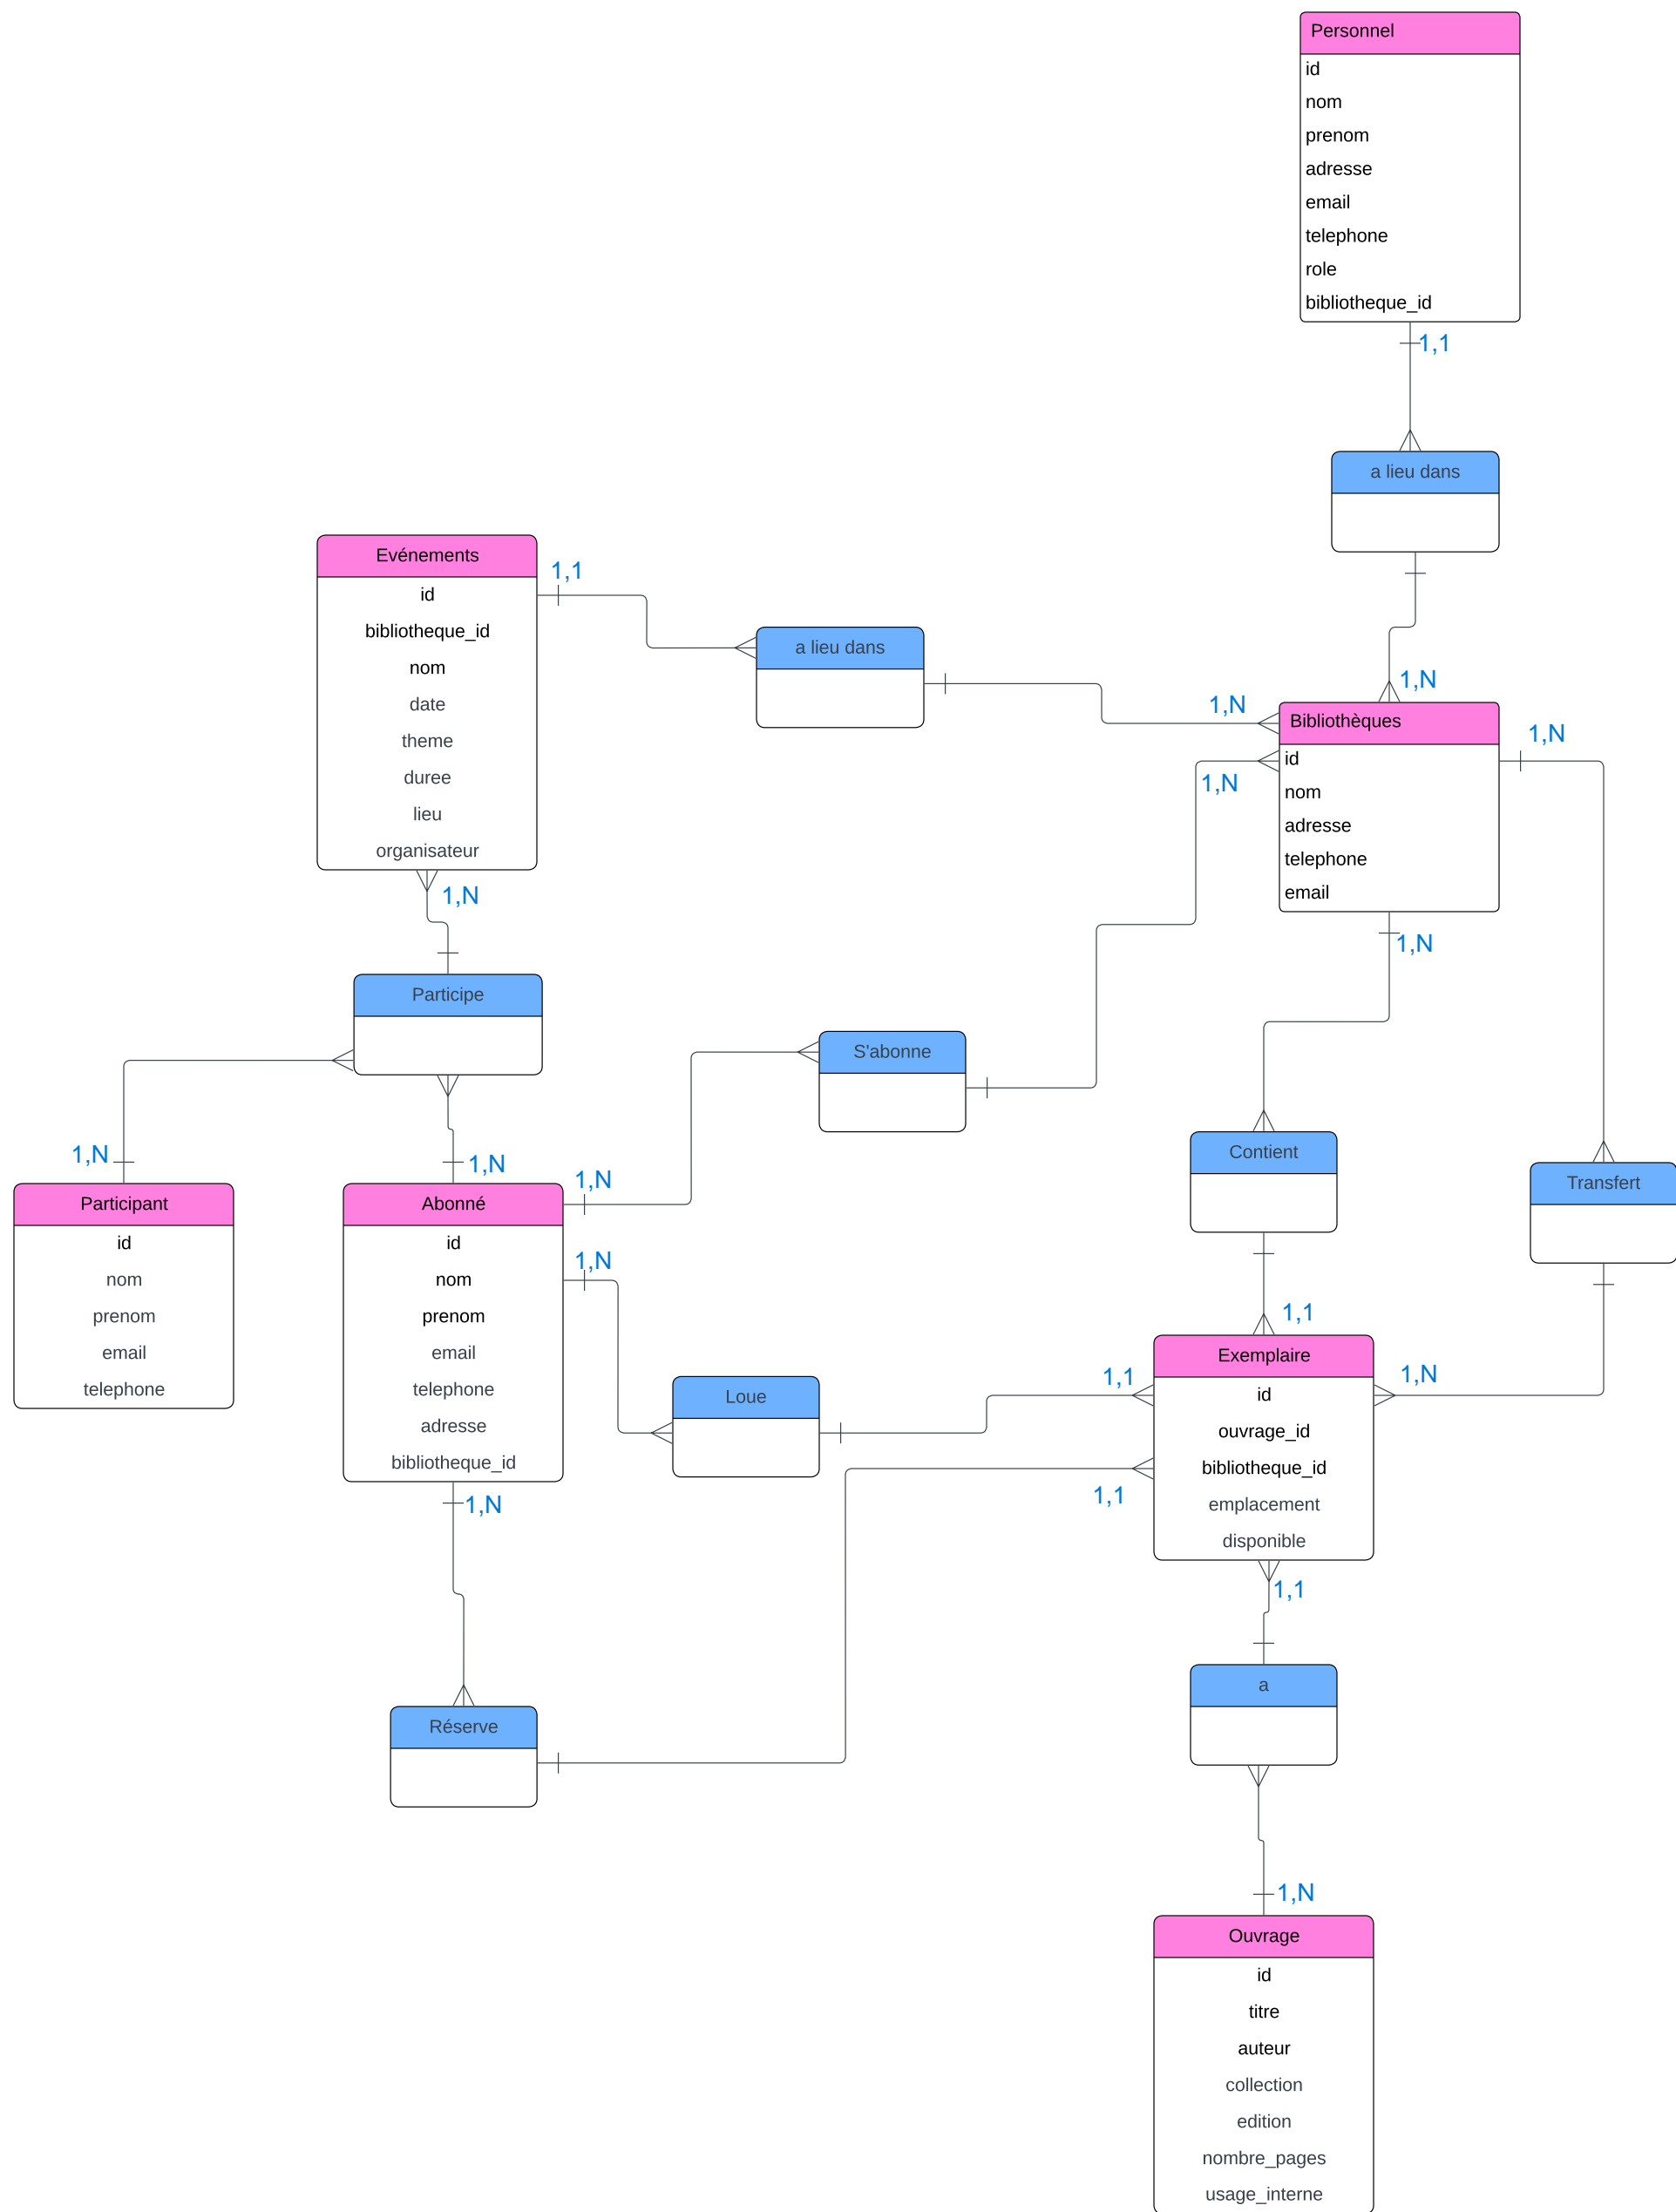 Personnel
id
nom
prenom
adresse
email
telephone
role
bibliotheque_id
1,1
a lieu dans
Evénements
id
bibliotheque_id
nom
date
theme
duree
lieu
organisateur
1,1
a lieu dans
1,N
1,N
1,N
Bibliothèques
id
nom
adresse
telephone
email
1,N
1,N
1,N
Participe
S'abonne
Contient
Transfert
1,N
Participant
id
nom
prenom
email
telephone
1,N
Abonné
id
nom
prenom
email
telephone
adresse
bibliotheque_id
1,N
1,N
1,N
Loue
1,1
1,1
1,1
1,N
Exemplaire
id
ouvrage_id
bibliotheque_id
emplacement
disponible
1,1
Réserve
a
1,N
Ouvrage
id
titre
auteur
collection
edition
nombre_pages
usage_interne